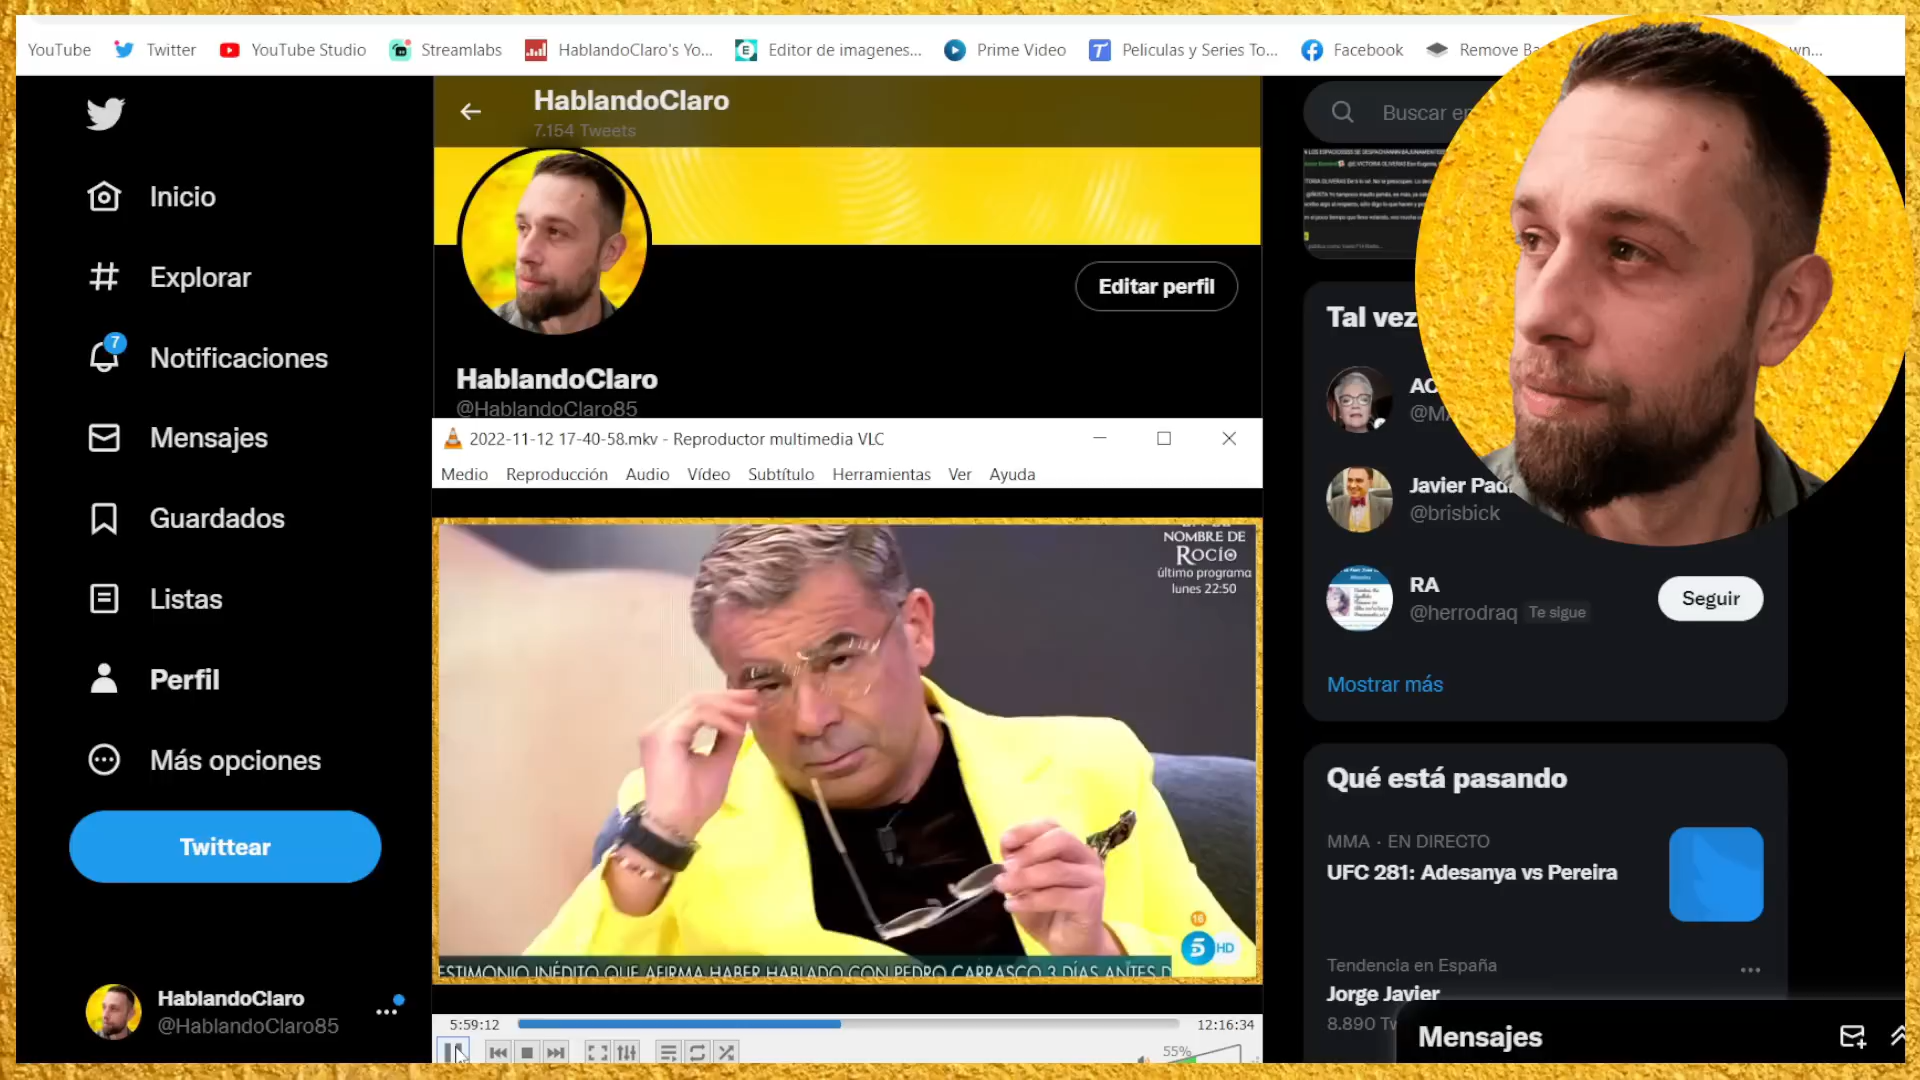 YouTube
Twitter
YouTube Studio
Streamlabs
HablandoClaro's Yo...
Editor de imagenes...
Prime Video
Peliculas y Series To...
Facebook
Remove Ba
wn...
HablandoClaro
7.154 Tweets
Inicio
Explorar
7
Notificaciones
Mensajes
Guardados
Listas
Perfil
Más opciones
Twittear
HablandoClaro
@HablandoClaro85
Editar perfil
HablandoClaro
@HablandoClaro85
2022-11-12 17-40-58.mkv - Reproductor multimedia VLC
Medio Reproducción Audio Vídeo Subtítulo Herramientas Ver Ayuda
NOMBRE DE
ROCÍO
último programa
lunes 22:50
16
5 HD
ESTIMONIO INÉDITO QUE AFIRMA HABER HABLADO CON PEDRO CARRASCO 3 DÍAS ANTES D
5:59:12
12:16:34
55%
Buscar en
Tal vez
AC
@MA
Javier Pad
@brisbick
RA
@herrodraq Te sigue
Seguir
Mostrar más
Qué está pasando
MMA · EN DIRECTO
UFC 281: Adesanya vs Pereira
Tendencia en España
Jorge Javier
8.890 Tw
Mensajes